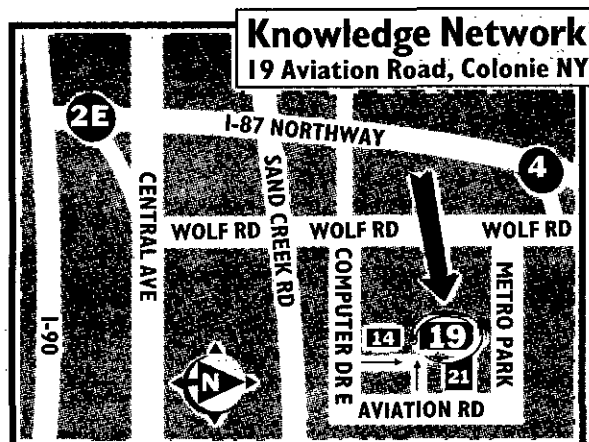 Knowledge Network
19 Aviation Road, Colonie NY
2E
I-87 NORTHWAY
4
I-90
CENTRAL AVE
SAND CREEK RD
WOLF RD
WOLF RD
WOLF RD
COMPUTER DR E
METRO PARK
14
19
21
N
AVIATION RD